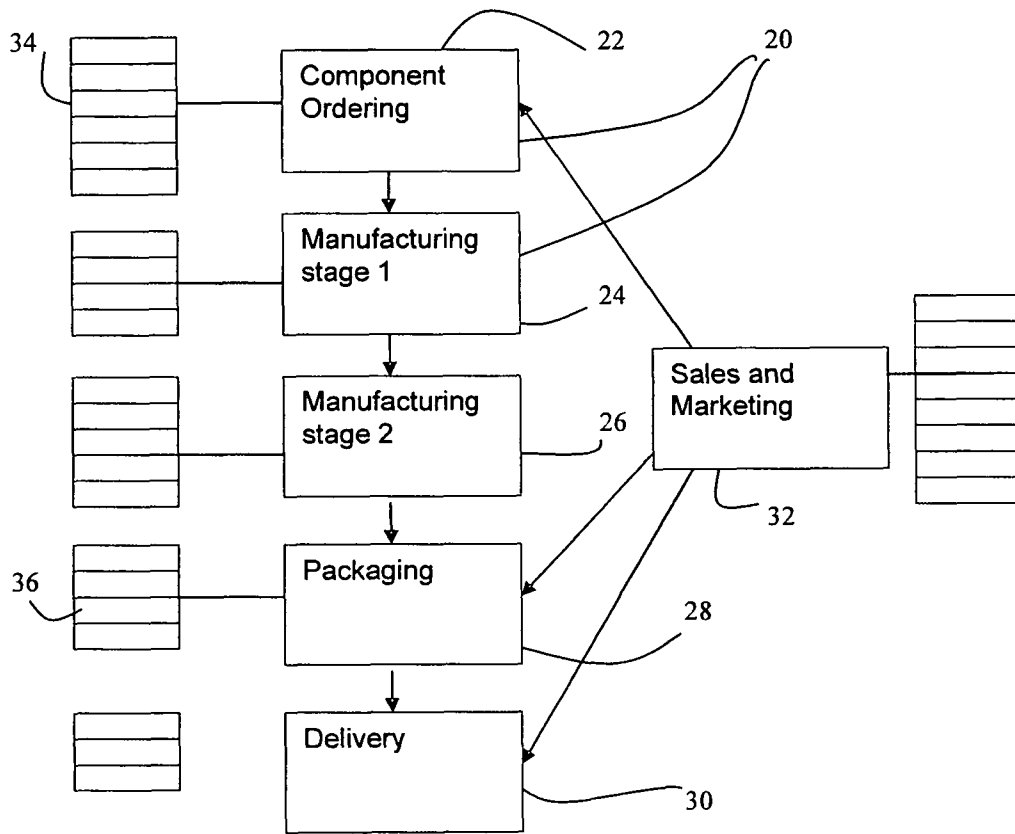 34
22
20
Component
Ordering
Manufacturing
stage 1
24
Sales and
Marketing
Manufacturing
stage 2
26
32
Packaging
36
28
Delivery
30